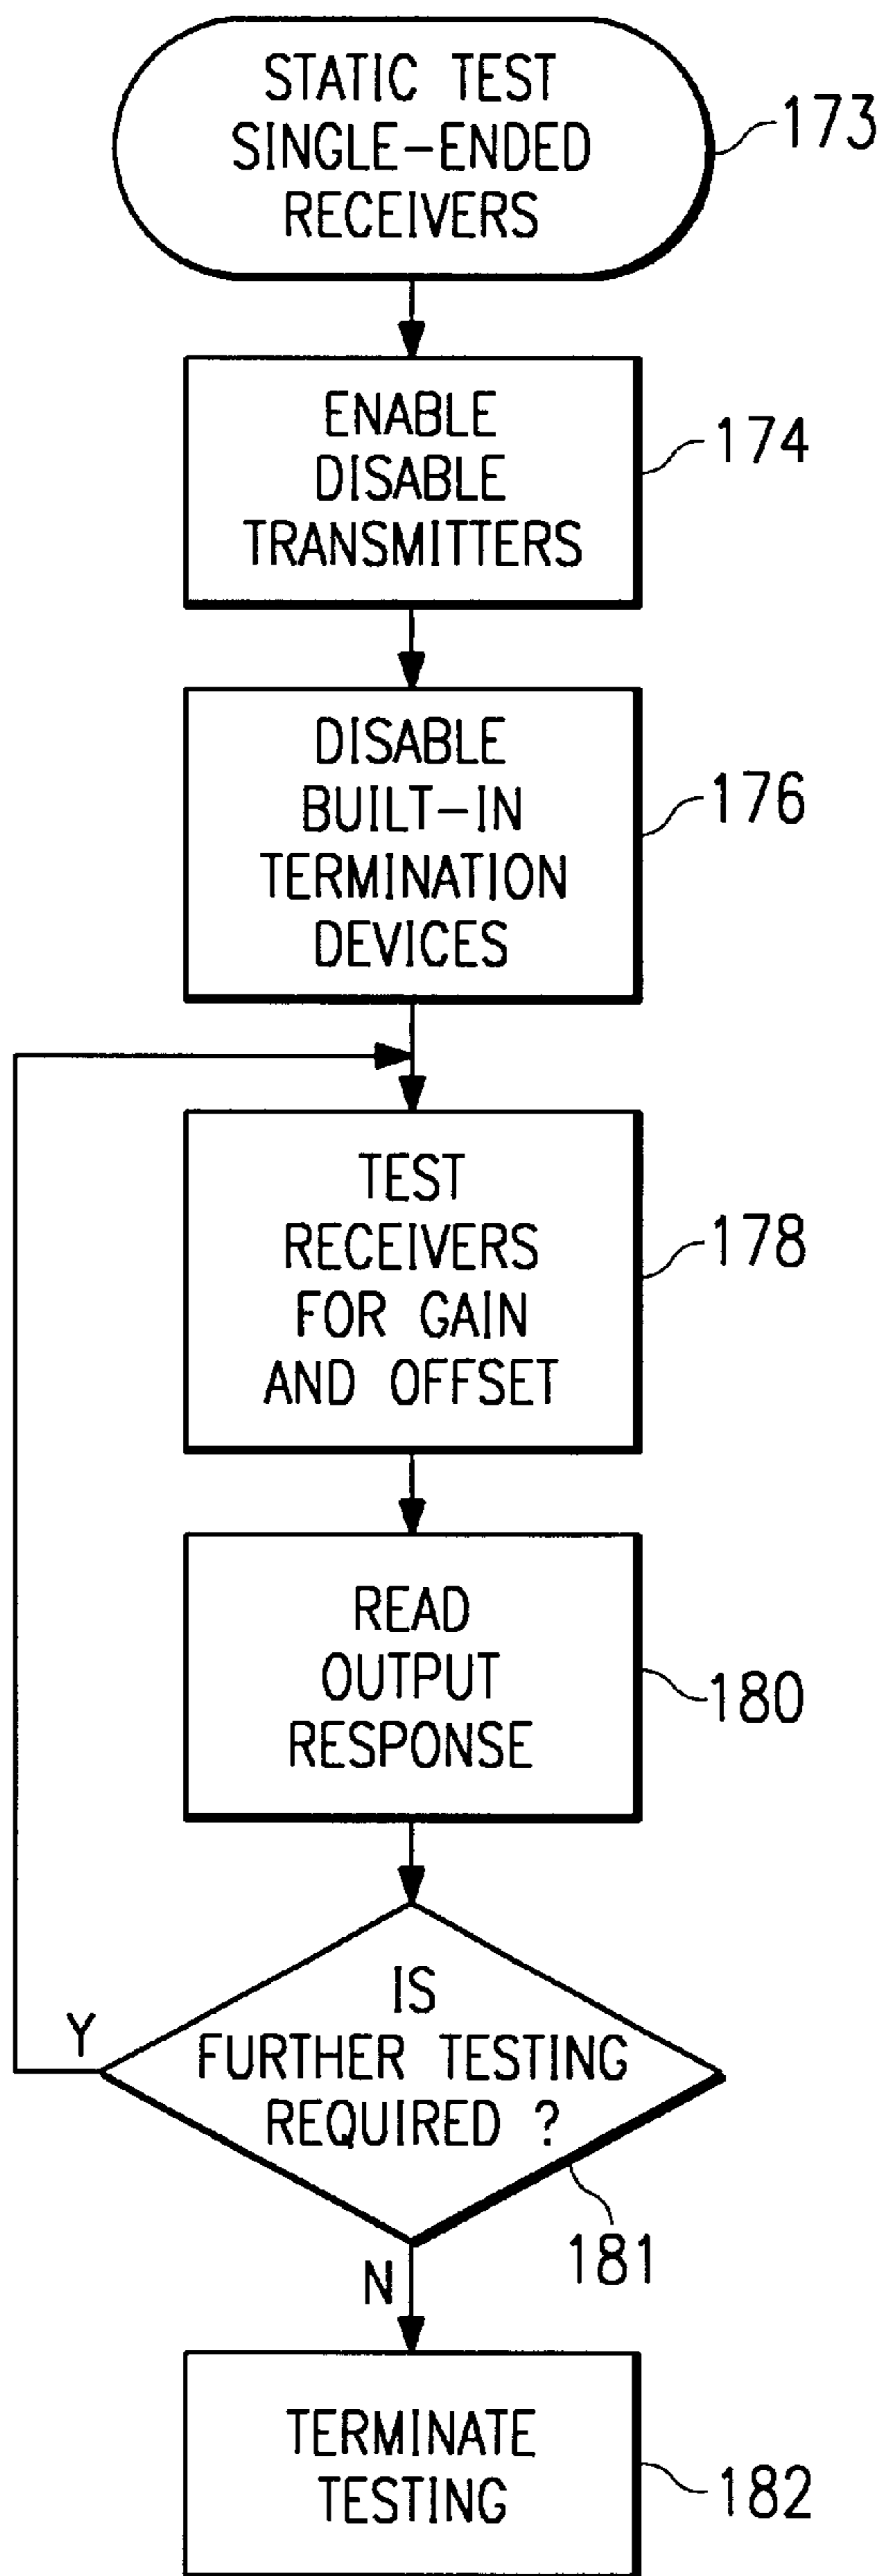 STATIC TEST
SINGLE-ENDED
RECEIVERS
173
ENABLE
DISABLE
TRANSMITTERS
174
DISABLE
BUILT-IN
TERMINATION
DEVICES
176
TEST
RECEIVERS
FOR GAIN
AND OFFSET
178
READ
OUTPUT
RESPONSE
180
IS
FURTHER TESTING
REQUIRED ?
Y
181
N
TERMINATE
TESTING
182